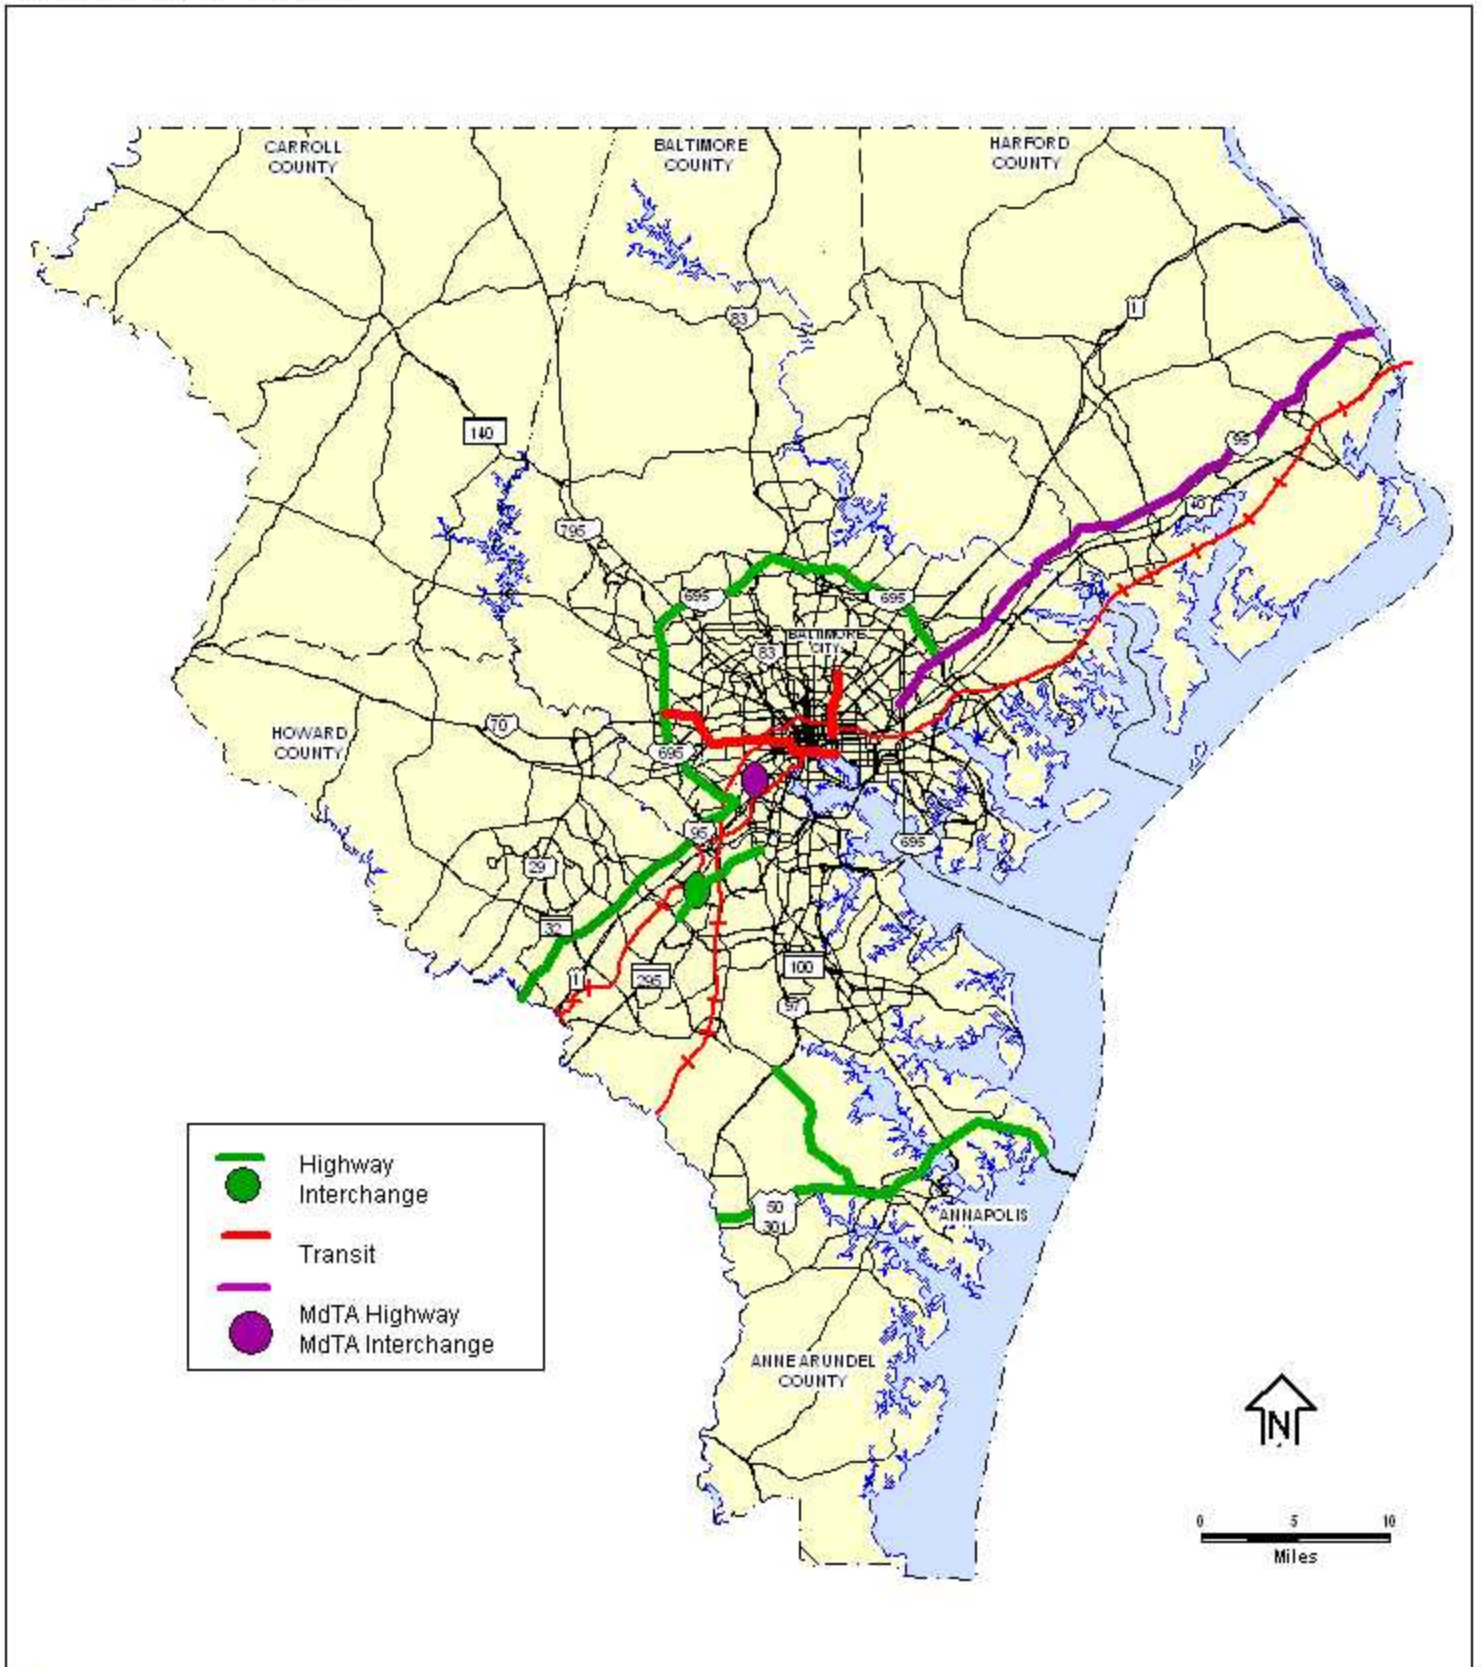 CARROLL
COUNTY
BALTIMORE
COUNTY
HARFORD
COUNTY
1
83
140
95
40
795
695
695
BALTIMORE
CITY
83
70
HOWARD
COUNTY
695
95
695
29
32
1
295
100
97
Highway
Interchange
Transit
MdTA Highway
MdTA Interchange
50
301
ANNAPOLIS
ANNE ARUNDEL
COUNTY
N
0 5 10
Miles